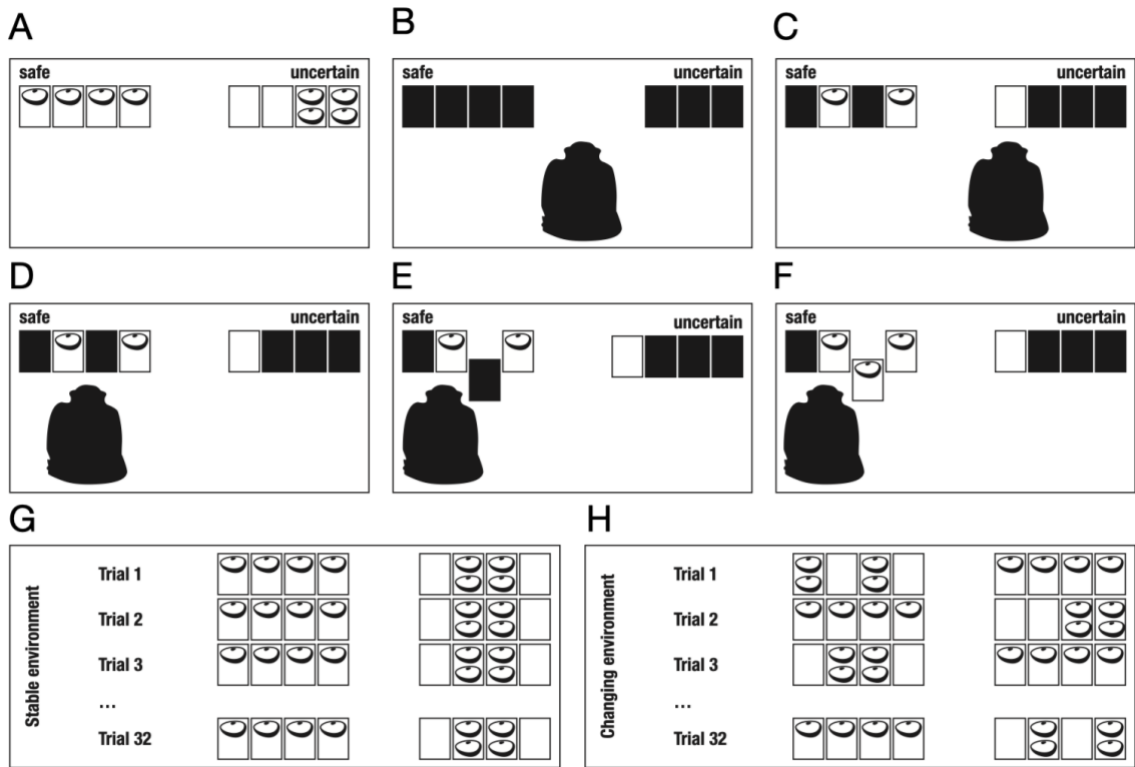 A
safe uncertain
B
safe uncertain
C
safe uncertain
D
safe uncertain
E
safe uncertain
F
safe uncertain
G
Stable environment
Trial 1
Trial 2
Trial 3
...
Trial 32
H
Changing environment
Trial 1
Trial 2
Trial 3
...
Trial 32